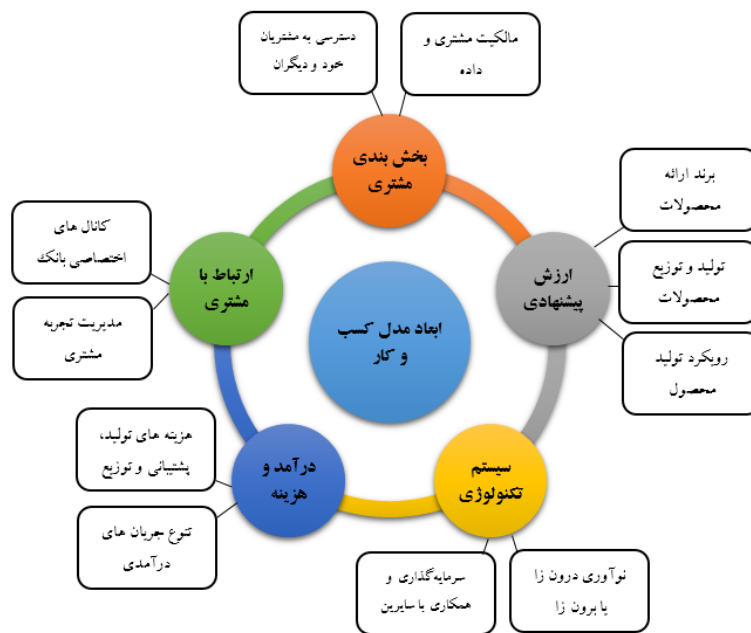 مالکیت مشتری و
داده
دسترسی به مشتریان
خود و دیگران
بخش بندی
مشتری
برند ارائه
محصولات
تولید و توزیع
محصولات
رویکرد تولید
محصول
ارزش
پیشنهادی
ابعاد مدل کسب
و کار
ارتباط با
مشتری
کانال های
اختصاصی بانک
مدیریت تجربه
مشتری
سیستم
تکنولوژی
نوآوری درون زا
یا برون زا
سرمایه‌گذاری و
همکاری با سایرین
درآمد و
هزینه
هزینه های تولید،
پشتیبانی و توزیع
تنوع جریان های
درآمدی